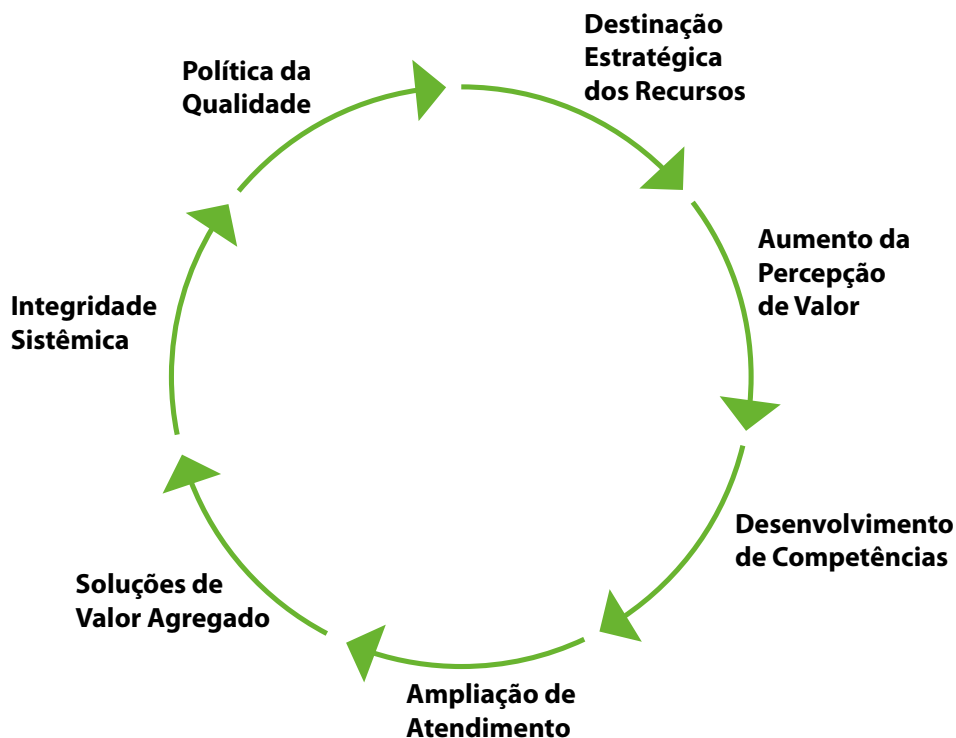 Destinação
Estratégica
dos Recursos
Política da
Qualidade
Aumento da
Percepção
de Valor
Integridade
Sistêmica
Desenvolvimento
de Competências
Soluções de
Valor Agregado
Ampliação de
Atendimento